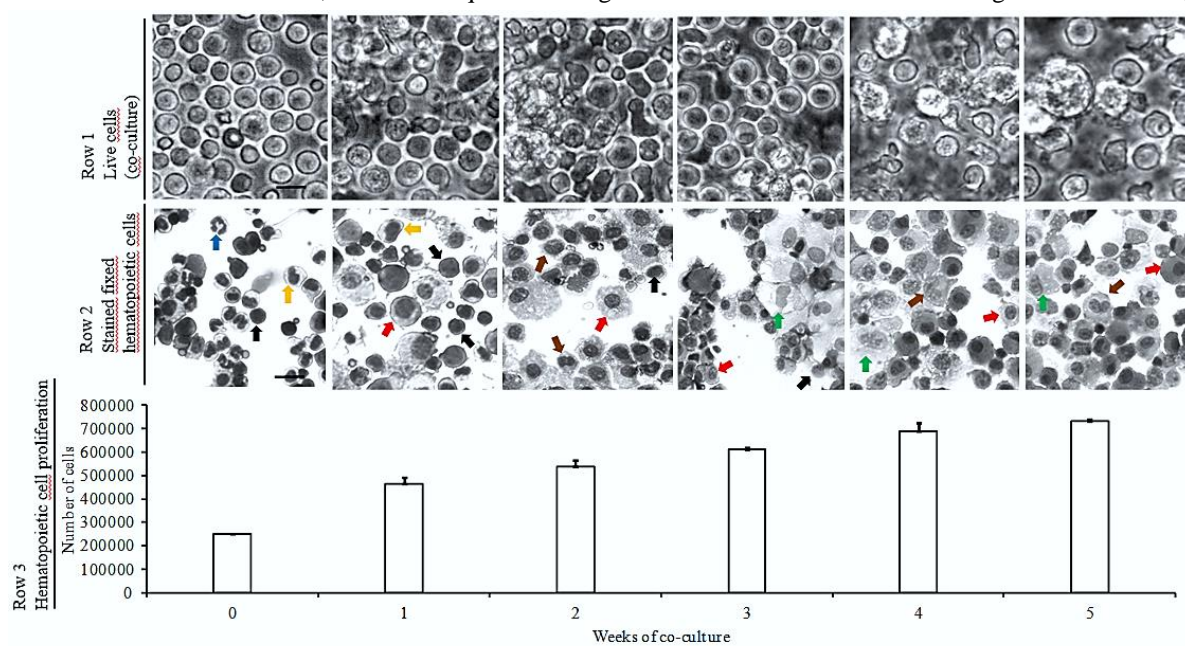 Row 1
Live cells
(co-culture)
Row 2
Stained fixed
hematopoietic cells
Row 3
Hematopoietic cell proliferation
Number of cells
800000
700000
600000
500000
400000
300000
200000
100000
0
0 1 2 3 4 5
Weeks of co-culture